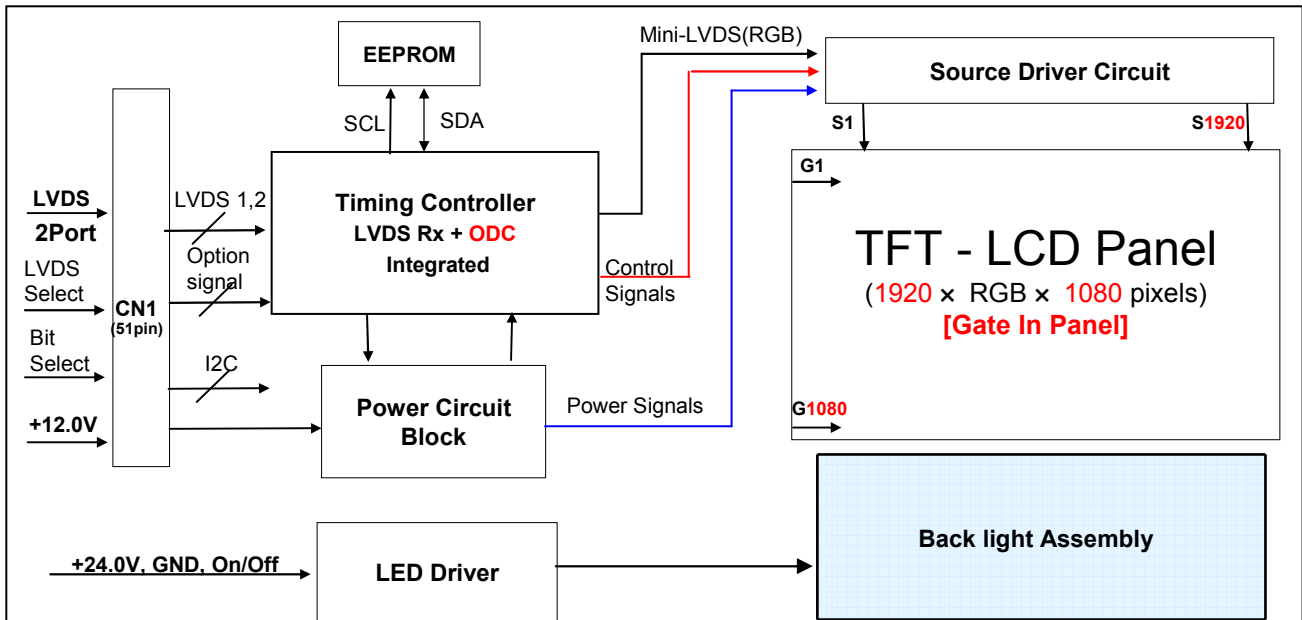 EEPROM
SCL
SDA
Mini-LVDS(RGB)
Source Driver Circuit
S1
S1920
LVDS
2Port
LVDS
Select
Bit
Select
+12.0V
CN1
(51pin)
LVDS 1,2
Option
signal
I2C
Timing Controller
LVDS Rx + ODC
Integrated
Control
Signals
Power Circuit
Block
Power Signals
G1
TFT - LCD Panel
(1920 × RGB × 1080 pixels)
[Gate In Panel]
G1080
+24.0V, GND, On/Off
LED Driver
Back light Assembly